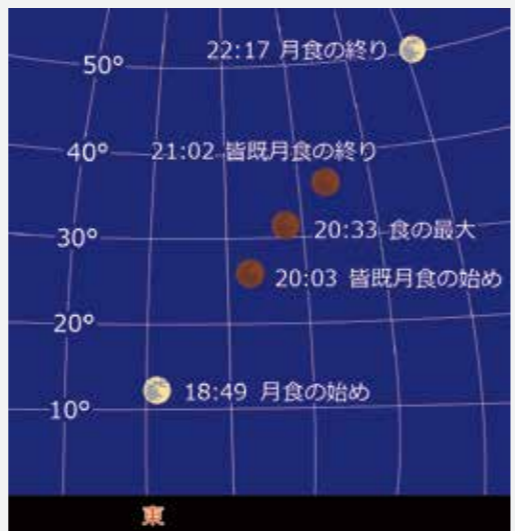 22:17 月食の終り
50°
40°
21:02 皆既月食の終り
30°
20:33 食の最大
20:03 皆既月食の始め
20°
18:49 月食の始め
10°
東